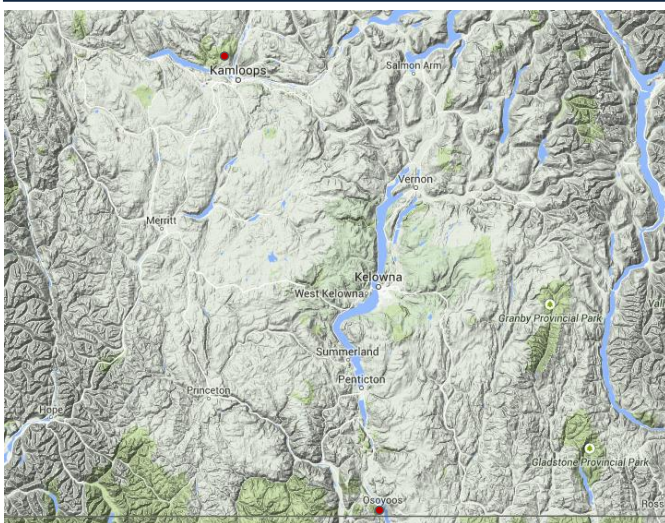 Kamloops
Salmon Arm
Vernon
Merritt
Kelowna
West Kelowna
Granby Provincial Park
Val
Summerland
Penticton
Princeton
Hope
Gladstone Provincial Park
Osoyoos
Ross